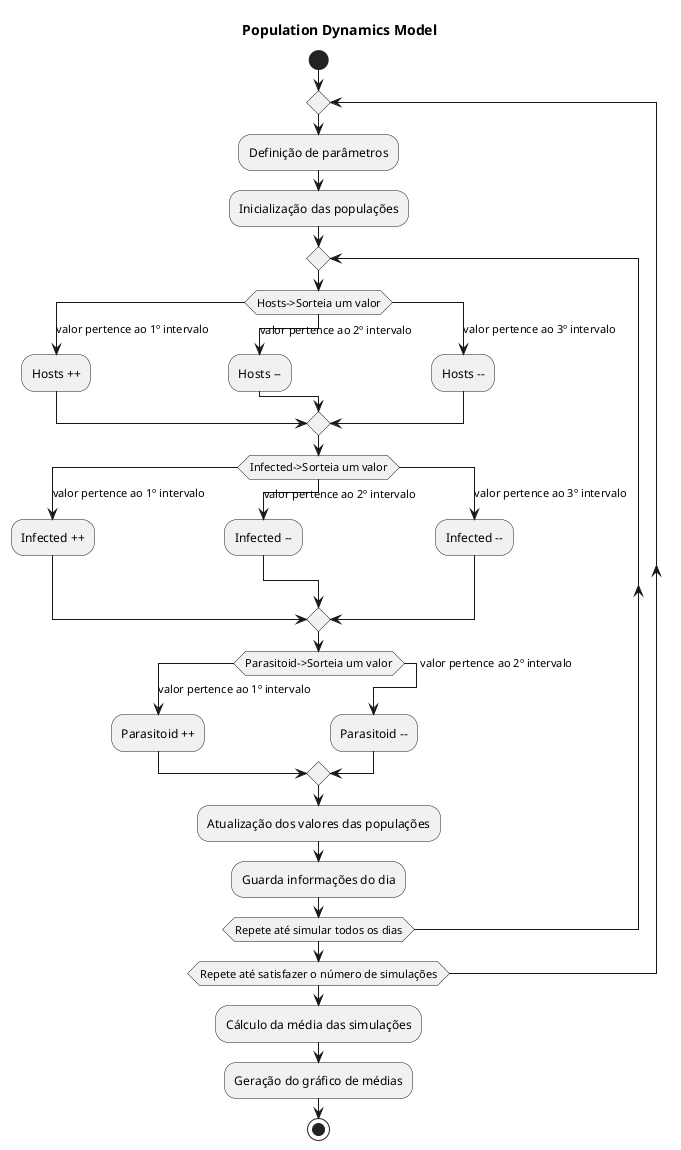 Population Dynamics Model
Definição de parâmetros
Inicialização das populações
Hosts->Sorteia um valor
valor pertence ao 1º intervalo
valor pertence ao 2º intervalo
valor pertence ao 3º intervalo
Hosts ++
Hosts --
Hosts --
Infected->Sorteia um valor
valor pertence ao 1º intervalo
valor pertence ao 2º intervalo
valor pertence ao 3º intervalo
Infected ++
Infected --
Infected --
Parasitoid->Sorteia um valor
valor pertence ao 2º intervalo
valor pertence ao 1º intervalo
Parasitoid ++
Parasitoid --
Atualização dos valores das populações
Guarda informações do dia
Repete até simular todos os dias
Repete até satisfazer o número de simulações
Cálculo da média das simulações
Geração do gráfico de médias